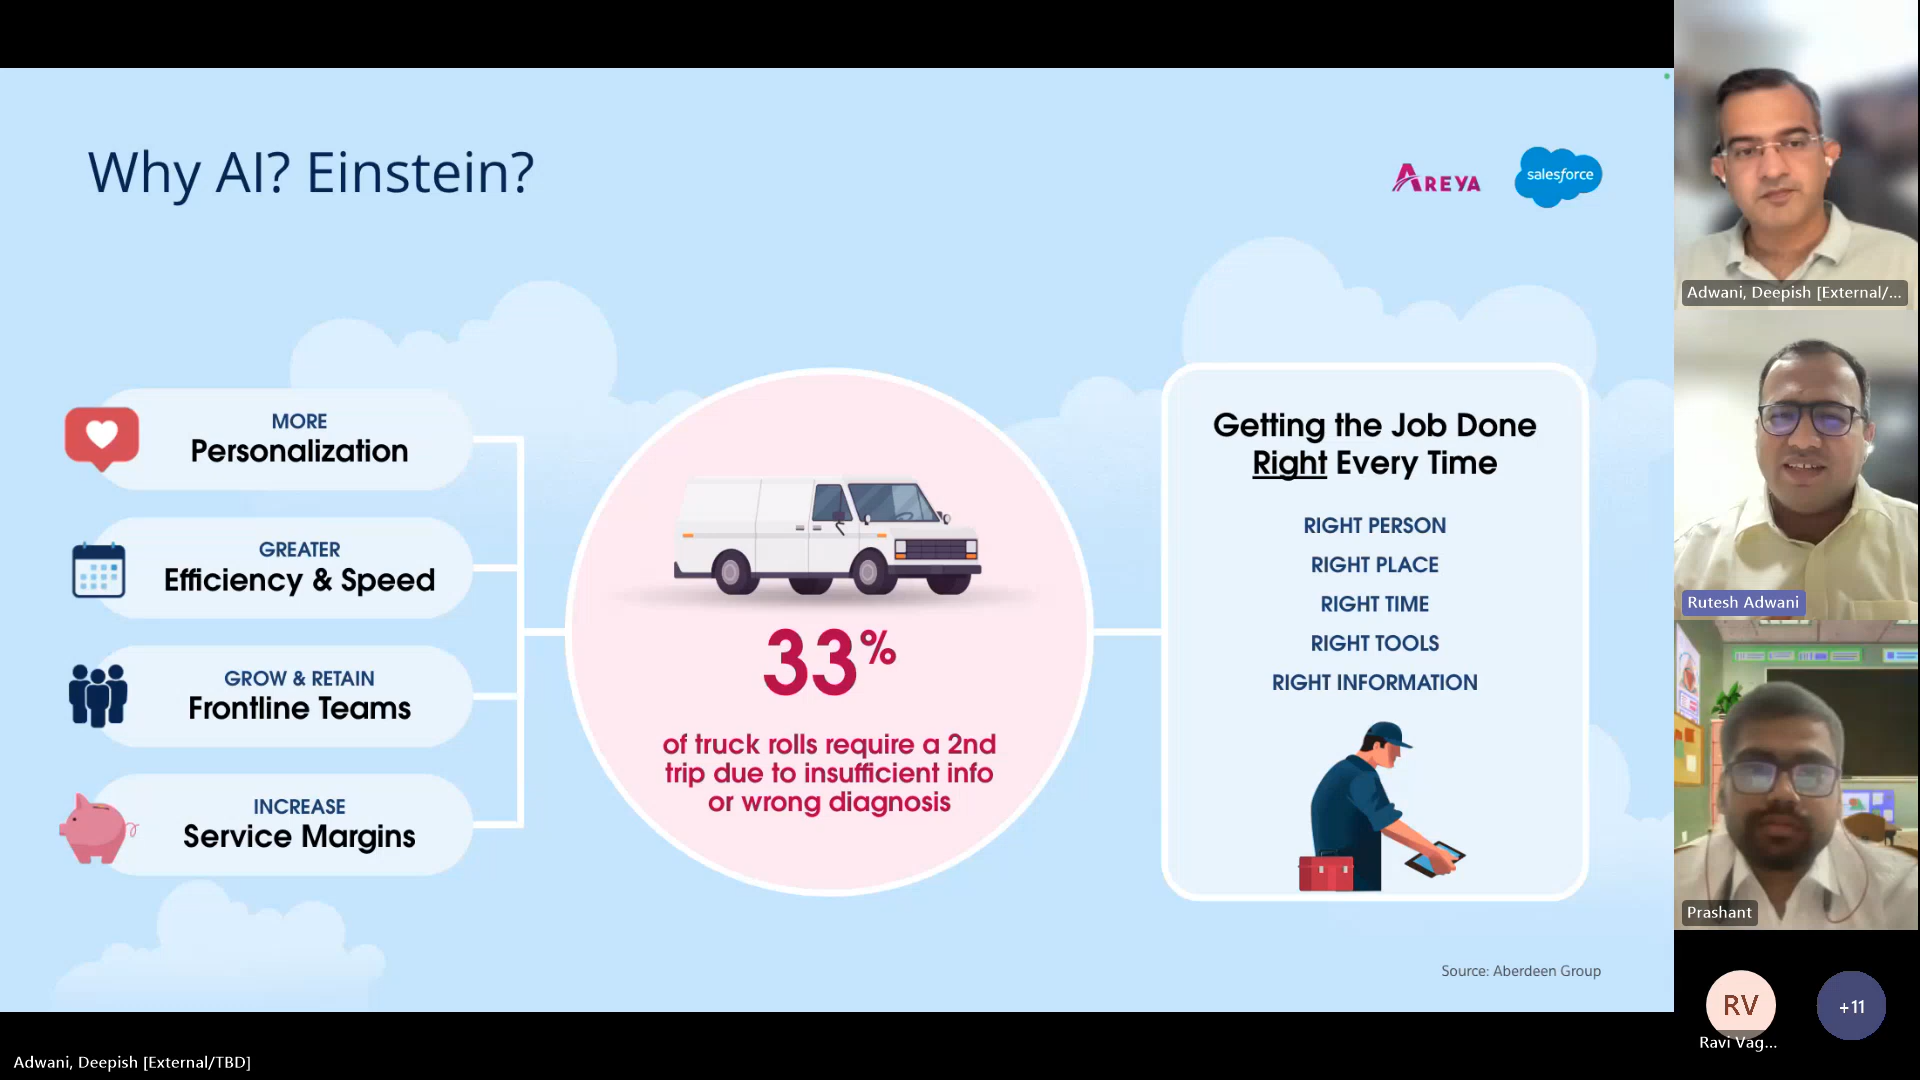 Why AI? Einstein?
AREYA
salesforce
MORE
Personalization
GREATER
Efficiency & Speed
GROW & RETAIN
Frontline Teams
INCREASE
Service Margins
33%
of truck rolls require a 2nd
trip due to insufficient info
or wrong diagnosis
Getting the Job Done
Right Every Time
RIGHT PERSON
RIGHT PLACE
RIGHT TIME
RIGHT TOOLS
RIGHT INFORMATION
Source: Aberdeen Group
Adwani, Deepish [External/...
Rutesh Adwani
Prashant
RV
Ravi Vag...
+11
Adwani, Deepish [External/TBD]